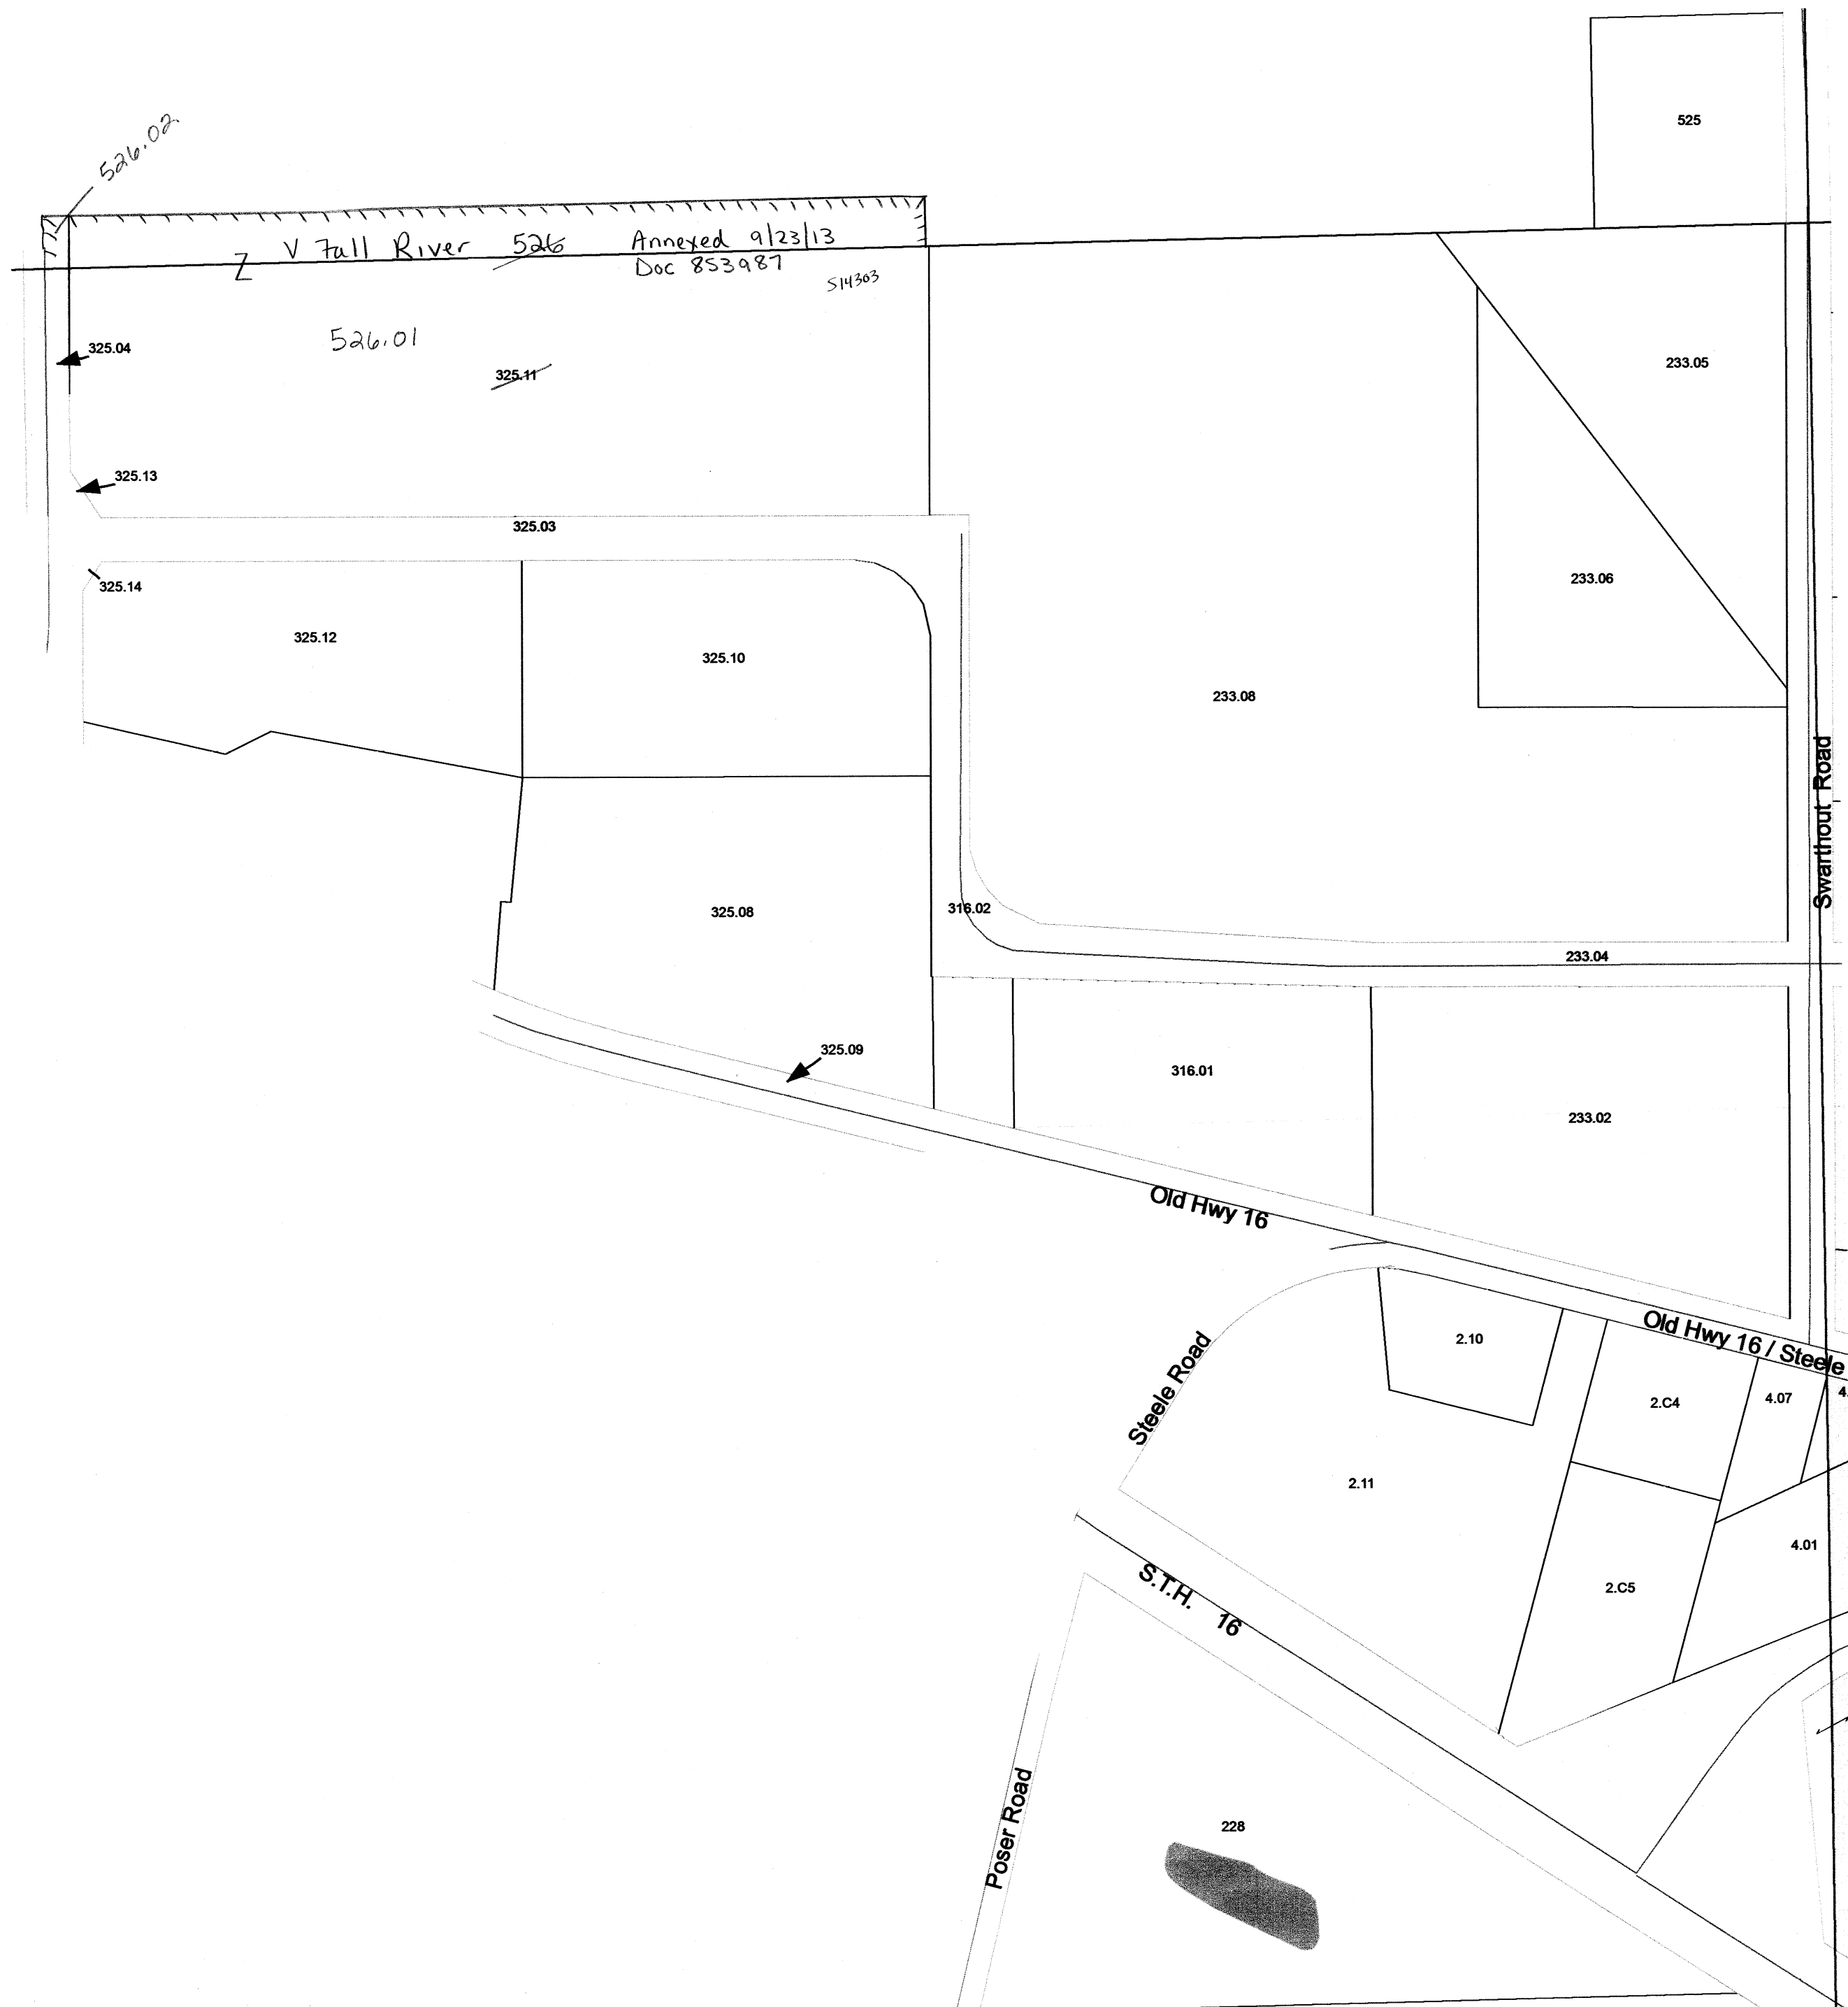 525
526.02
V Fall River 526 Annexed 9/23/13
Z
Doc 853987
S14303
526.01
325.04
325.11
233.05
325.13
325.03
325.14
233.06
325.12
325.10
233.08
Swarthout Road
325.08
316.02
233.04
325.09
316.01
233.02
Old Hwy 16
Old Hwy 16 / Steele
2.10
Steele Road
2.C4
4.07
4.
2.11
4.01
S.T.H. 16
2.C5
Poser Road
228